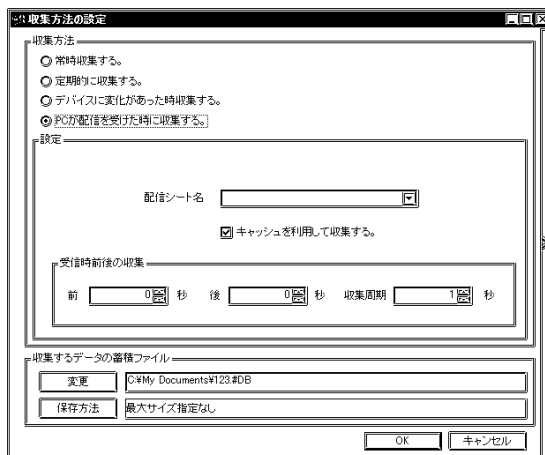 収集方法の設定
収集方法
常時収集する。
定期的に収集する。
デバイスに変化があった時収集する。
PCが配信を受けた時に収集する。
設定
配信シート名
キャッシュを利用して収集する。
受信時前後の収集
前 0 秒 後 0 秒 収集周期 1 秒
収集するデータの蓄積ファイル
変更 C:¥My Documents¥123.#DB
保存方法 最大サイズ指定なし
OK キャンセル